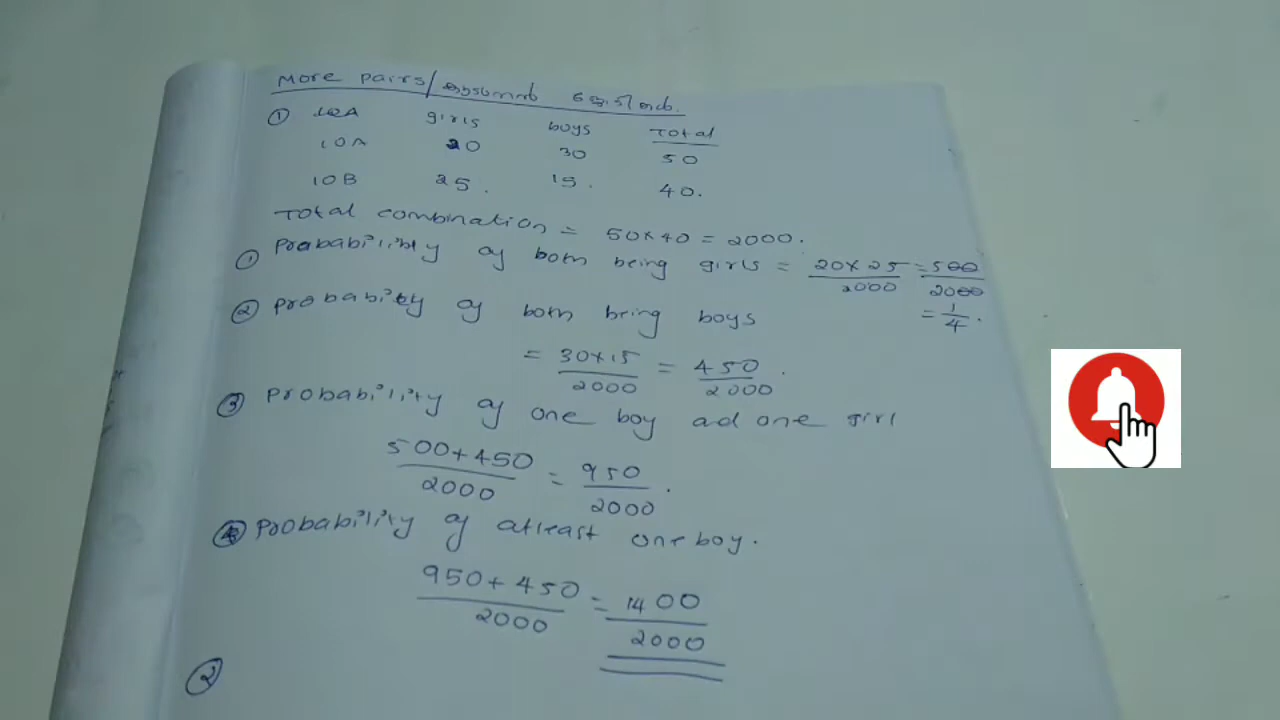 More pairs/കൂടുതൽ ജോടികൾ.
① 10A girls boys Total
10A 20 30 50
10B 25. 15. 40.
Total combination = 50×40 = 2000.
① Probability of both being girls = 20×25/2000 = 500/2000
= 1/4.
② Probability of both being boys
= 30×15/2000 = 450/2000.
③ Probability of one boy ad one girl
500+450/2000 = 950/2000.
④ Probability of atleast one boy.
950+450/2000 = 1400/2000
②